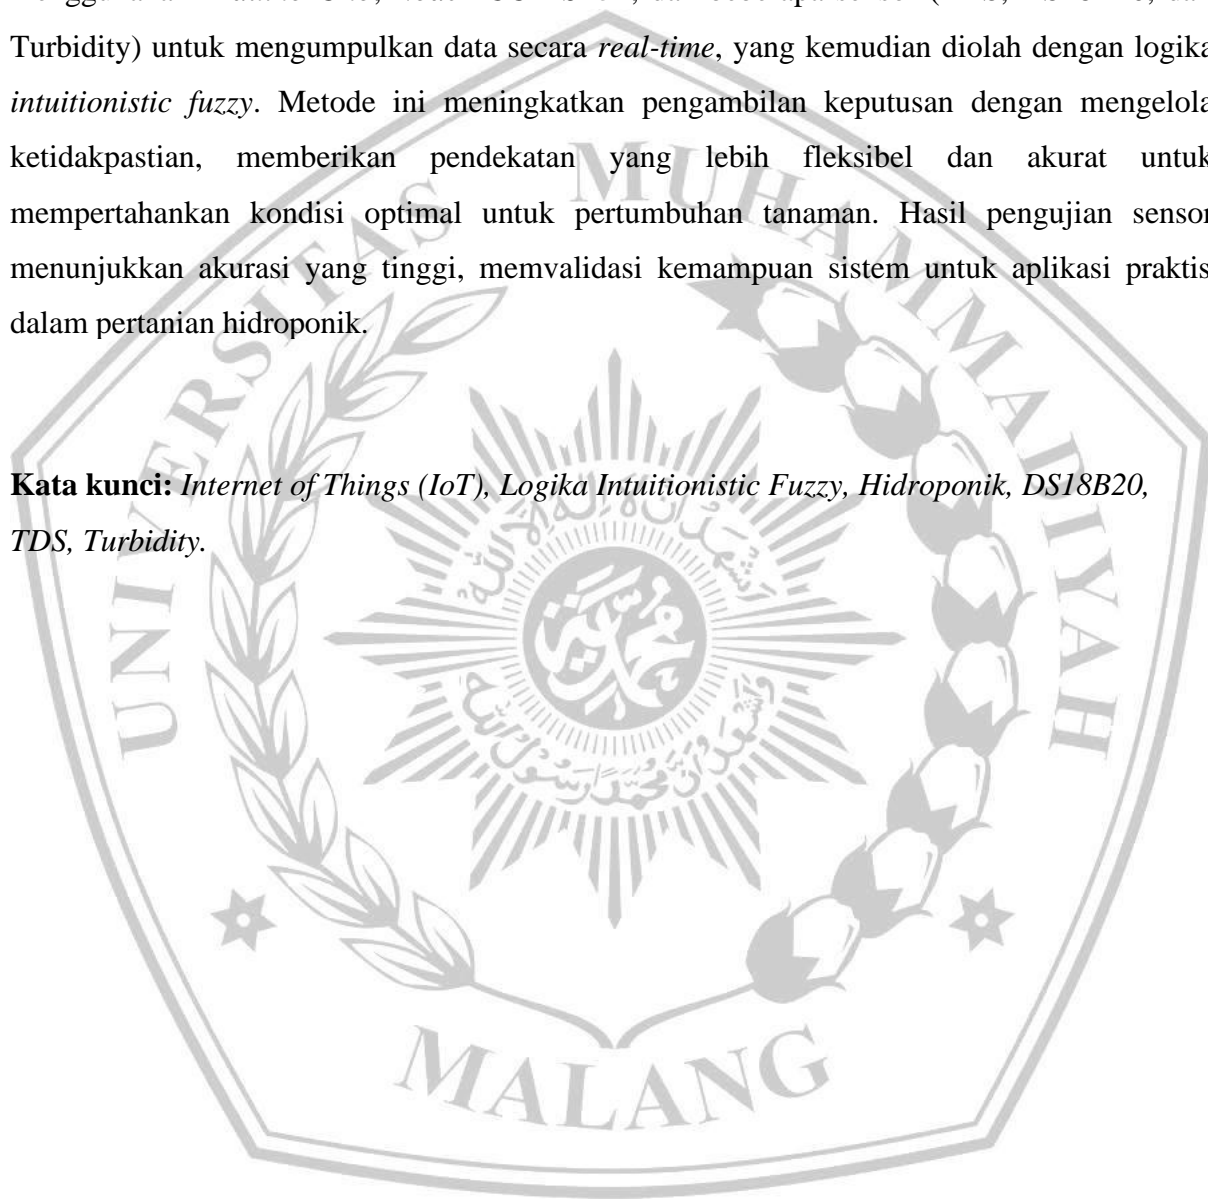 Turbidity) untuk mengumpulkan data secara real-time, yang kemudian diolah dengan logika
intuitionistic fuzzy. Metode ini meningkatkan pengambilan keputusan dengan mengelola
ketidakpastian, memberikan pendekatan yang lebih fleksibel dan akurat untuk
mempertahankan kondisi optimal untuk pertumbuhan tanaman. Hasil pengujian sensor
menunjukkan akurasi yang tinggi, memvalidasi kemampuan sistem untuk aplikasi praktis
dalam pertanian hidroponik.
Kata kunci: Internet of Things (IoT), Logika Intuitionistic Fuzzy, Hidroponik, DS18B20,
TDS, Turbidity.
UNIVERSITAS MUHAMMADIYAH
MALANG